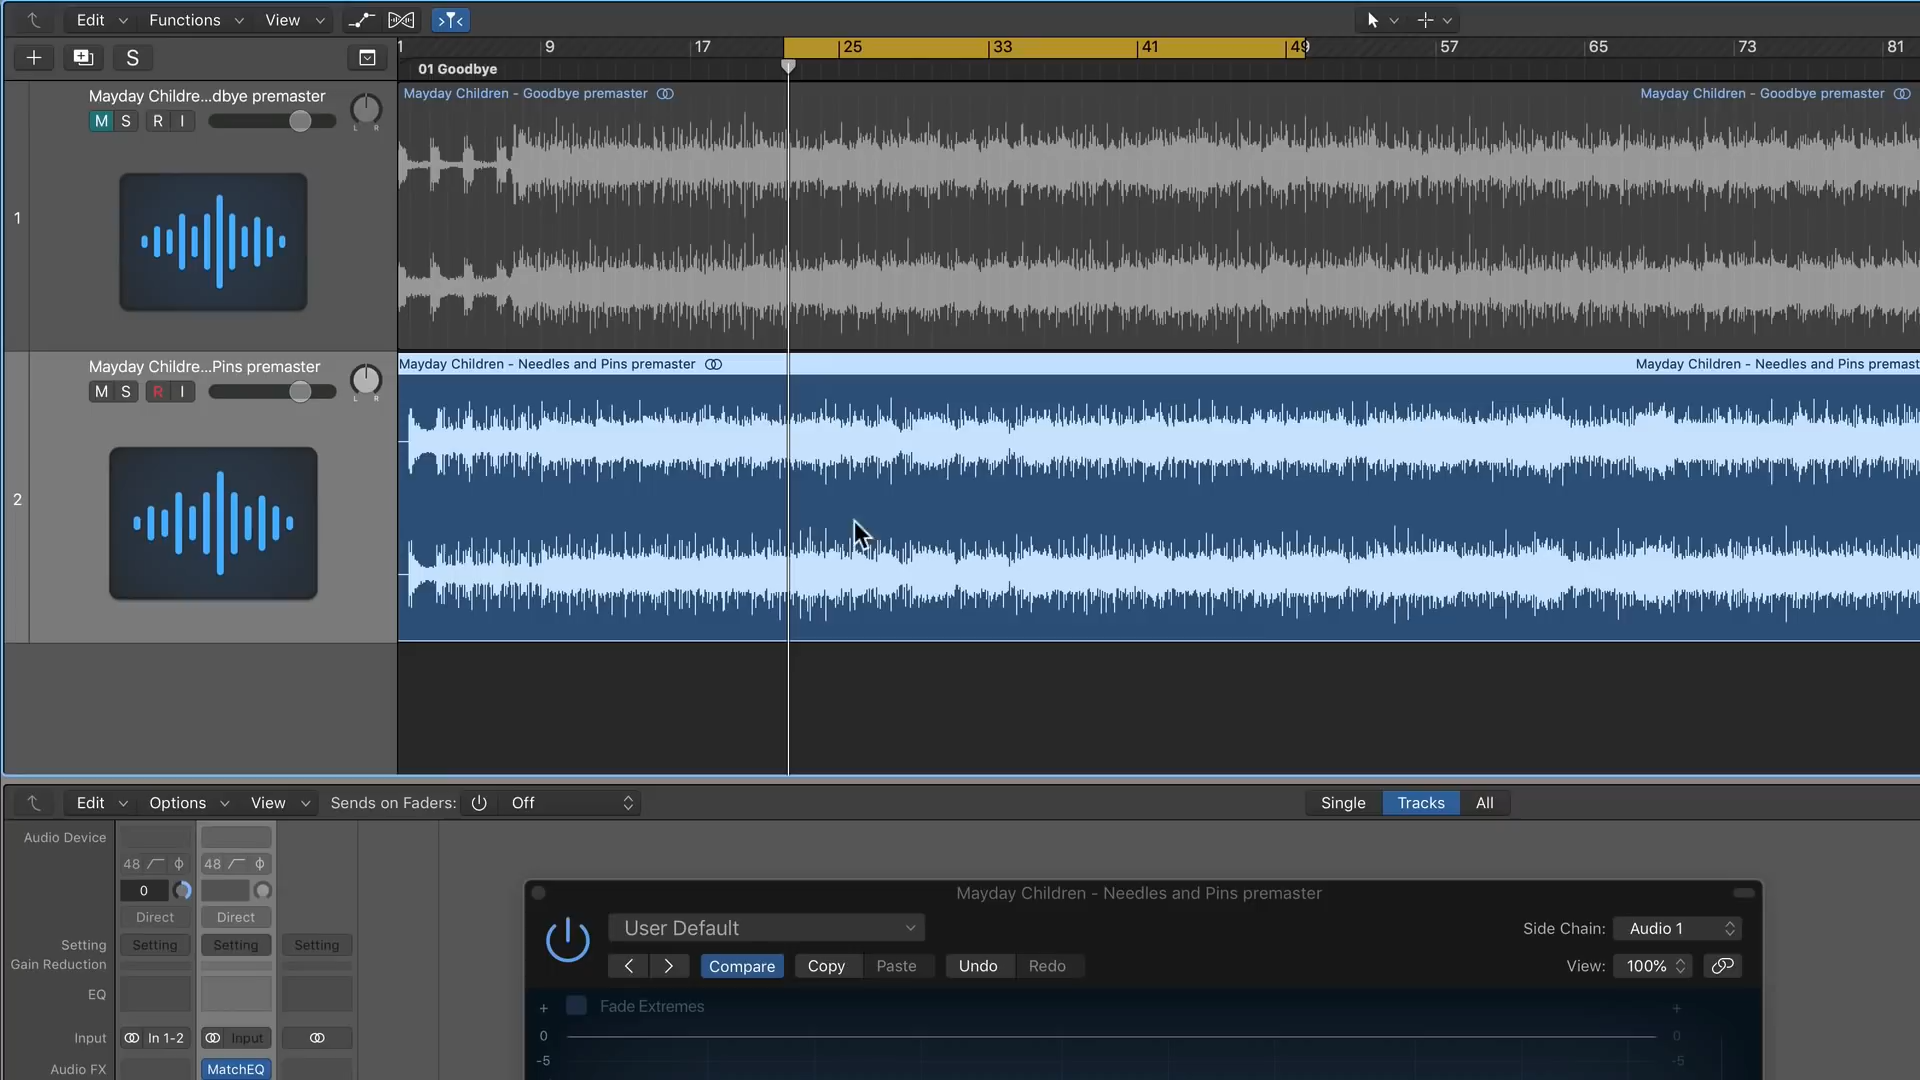 Edit Functions View
1 9 17 25 33 41 49 57 65 73 81
S
01 Goodbye
Mayday Childre...dbye premaster
M S R I
L R
1
Mayday Children - Goodbye premaster
Mayday Children - Goodbye premaster
Mayday Childre...Pins premaster
M S R I
L R
2
Mayday Children - Needles and Pins premaster
Mayday Children - Needles and Pins premast
Edit Options View Sends on Faders: Off
Single Tracks All
Audio Device
48 48
0
Direct Direct
Setting Setting Setting Setting
Gain Reduction
EQ
Input In 1-2 Input
Audio FX MatchEQ
Mayday Children - Needles and Pins premaster
User Default
Side Chain: Audio 1
Compare Copy Paste Undo Redo
View: 100%
+ Fade Extremes +
0 0
-5 -5